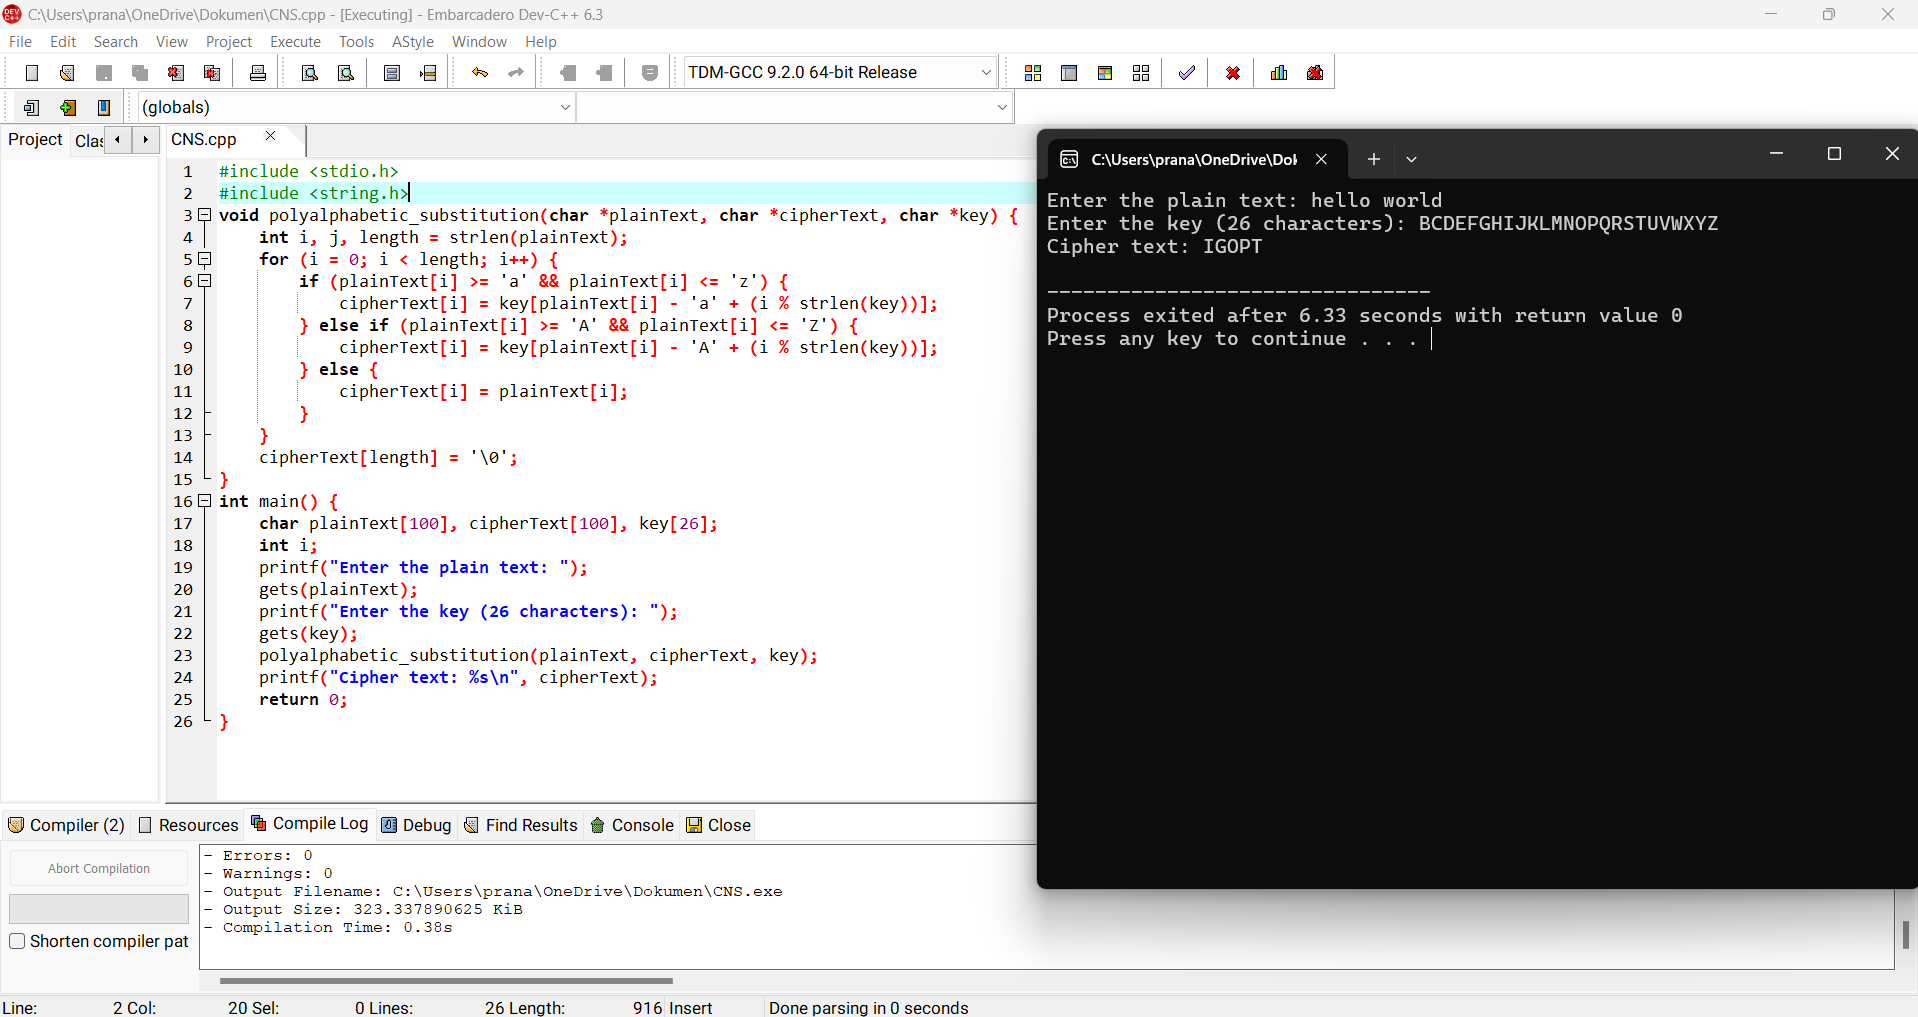 C:\Users\prana\OneDrive\Dokumen\CNS.cpp - [Executing] - Embarcadero Dev-C++ 6.3
File Edit Search View Project Execute Tools AStyle Window Help
TDM-GCC 9.2.0 64-bit Release
(globals)
Project Clas CNS.cpp
1 #include <stdio.h>
2 #include <string.h>
3 void polyalphabetic_substitution(char *plainText, char *cipherText, char *key) {
4 int i, j, length = strlen(plainText);
5 for (i = 0; i < length; i++) {
6 if (plainText[i] >= 'a' && plainText[i] <= 'z') {
7 cipherText[i] = key[plainText[i] - 'a' + (i % strlen(key))];
8 } else if (plainText[i] >= 'A' && plainText[i] <= 'Z') {
9 cipherText[i] = key[plainText[i] - 'A' + (i % strlen(key))];
10 } else {
11 cipherText[i] = plainText[i];
12 }
13 }
14 cipherText[length] = '\0';
15 }
16 int main() {
17 char plainText[100], cipherText[100], key[26];
18 int i;
19 printf("Enter the plain text: ");
20 gets(plainText);
21 printf("Enter the key (26 characters): ");
22 gets(key);
23 polyalphabetic_substitution(plainText, cipherText, key);
24 printf("Cipher text: %s\n", cipherText);
25 return 0;
26 }
C:\Users\prana\OneDrive\Dol
Enter the plain text: hello world
Enter the key (26 characters): BCDEFGHIJKLMNOPQRSTUVWXYZ
Cipher text: IGOPT
--------------------------------
Process exited after 6.33 seconds with return value 0
Press any key to continue . . .
Compiler (2) Resources Compile Log Debug Find Results Console Close
Abort Compilation
Shorten compiler pat
- Errors: 0
- Warnings: 0
- Output Filename: C:\Users\prana\OneDrive\Dokumen\CNS.exe
- Output Size: 323.337890625 KiB
- Compilation Time: 0.38s
Line: 2 Col: 20 Sel: 0 Lines: 26 Length: 916 Insert Done parsing in 0 seconds